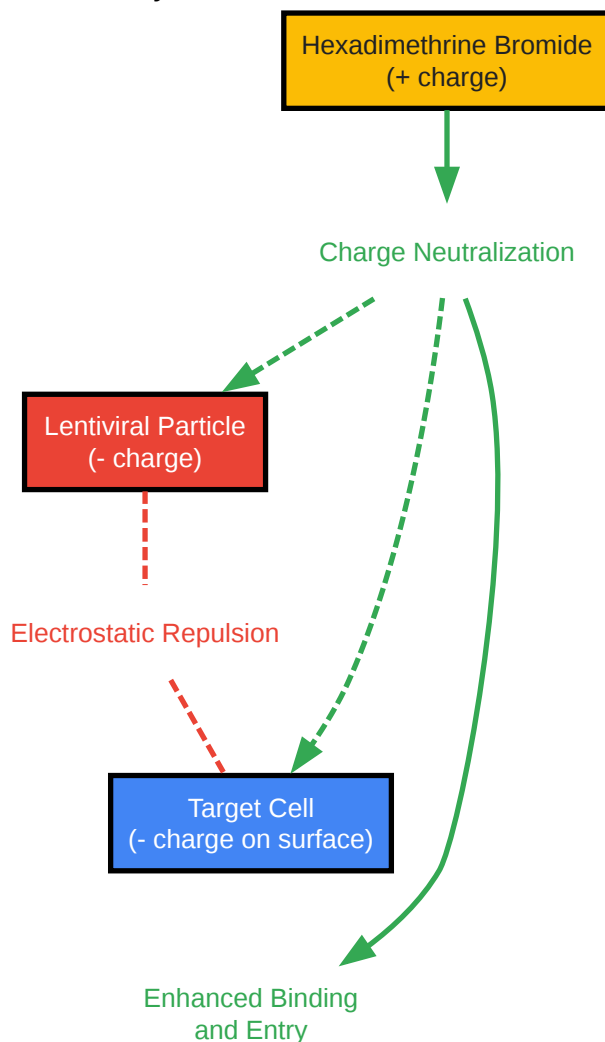 Hexadimethrine Bromide
(+ charge)
Charge Neutralization
Lentiviral Particle
(- charge)
Electrostatic Repulsion
Target Cell
(- charge on surface)
Enhanced Binding
and Entry